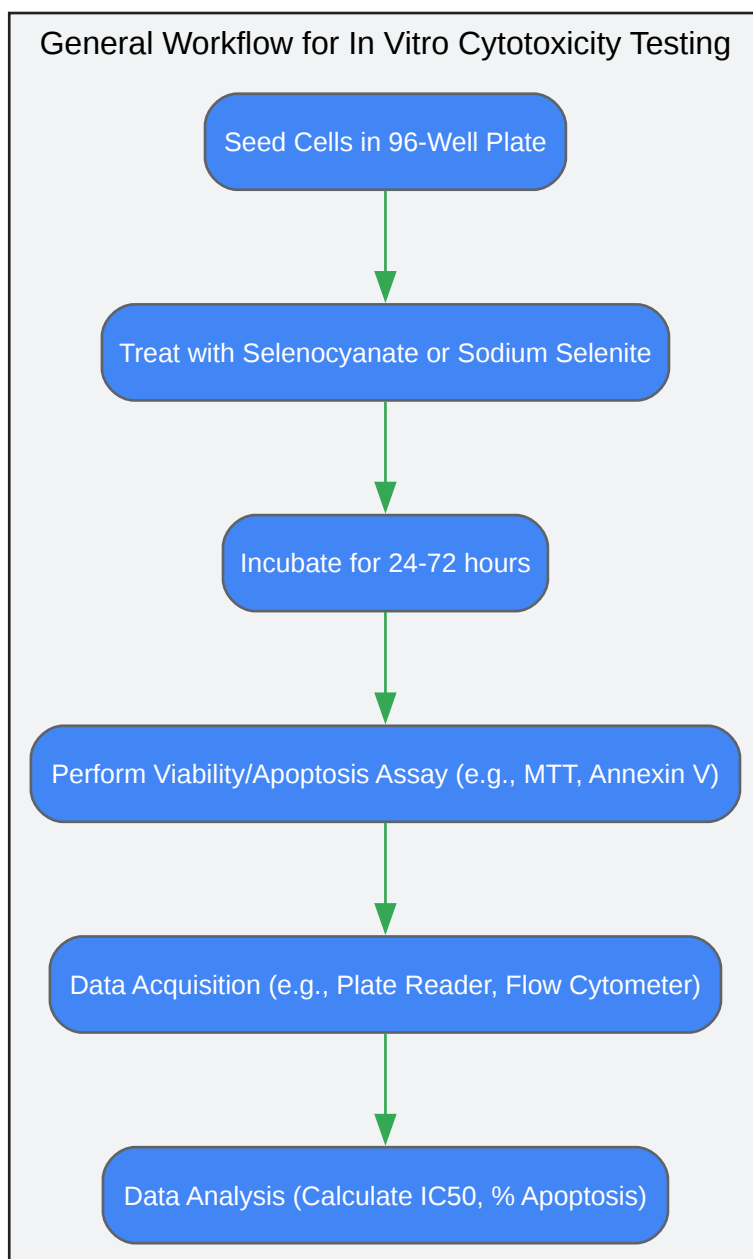 General Workflow for In Vitro Cytotoxicity Testing
Seed Cells in 96-Well Plate
Treat with Selenocyanate or Sodium Selenite
Incubate for 24-72 hours
Perform Viability/Apoptosis Assay (e.g., MTT, Annexin V)
Data Acquisition (e.g., Plate Reader, Flow Cytometer)
Data Analysis (Calculate IC50, % Apoptosis)